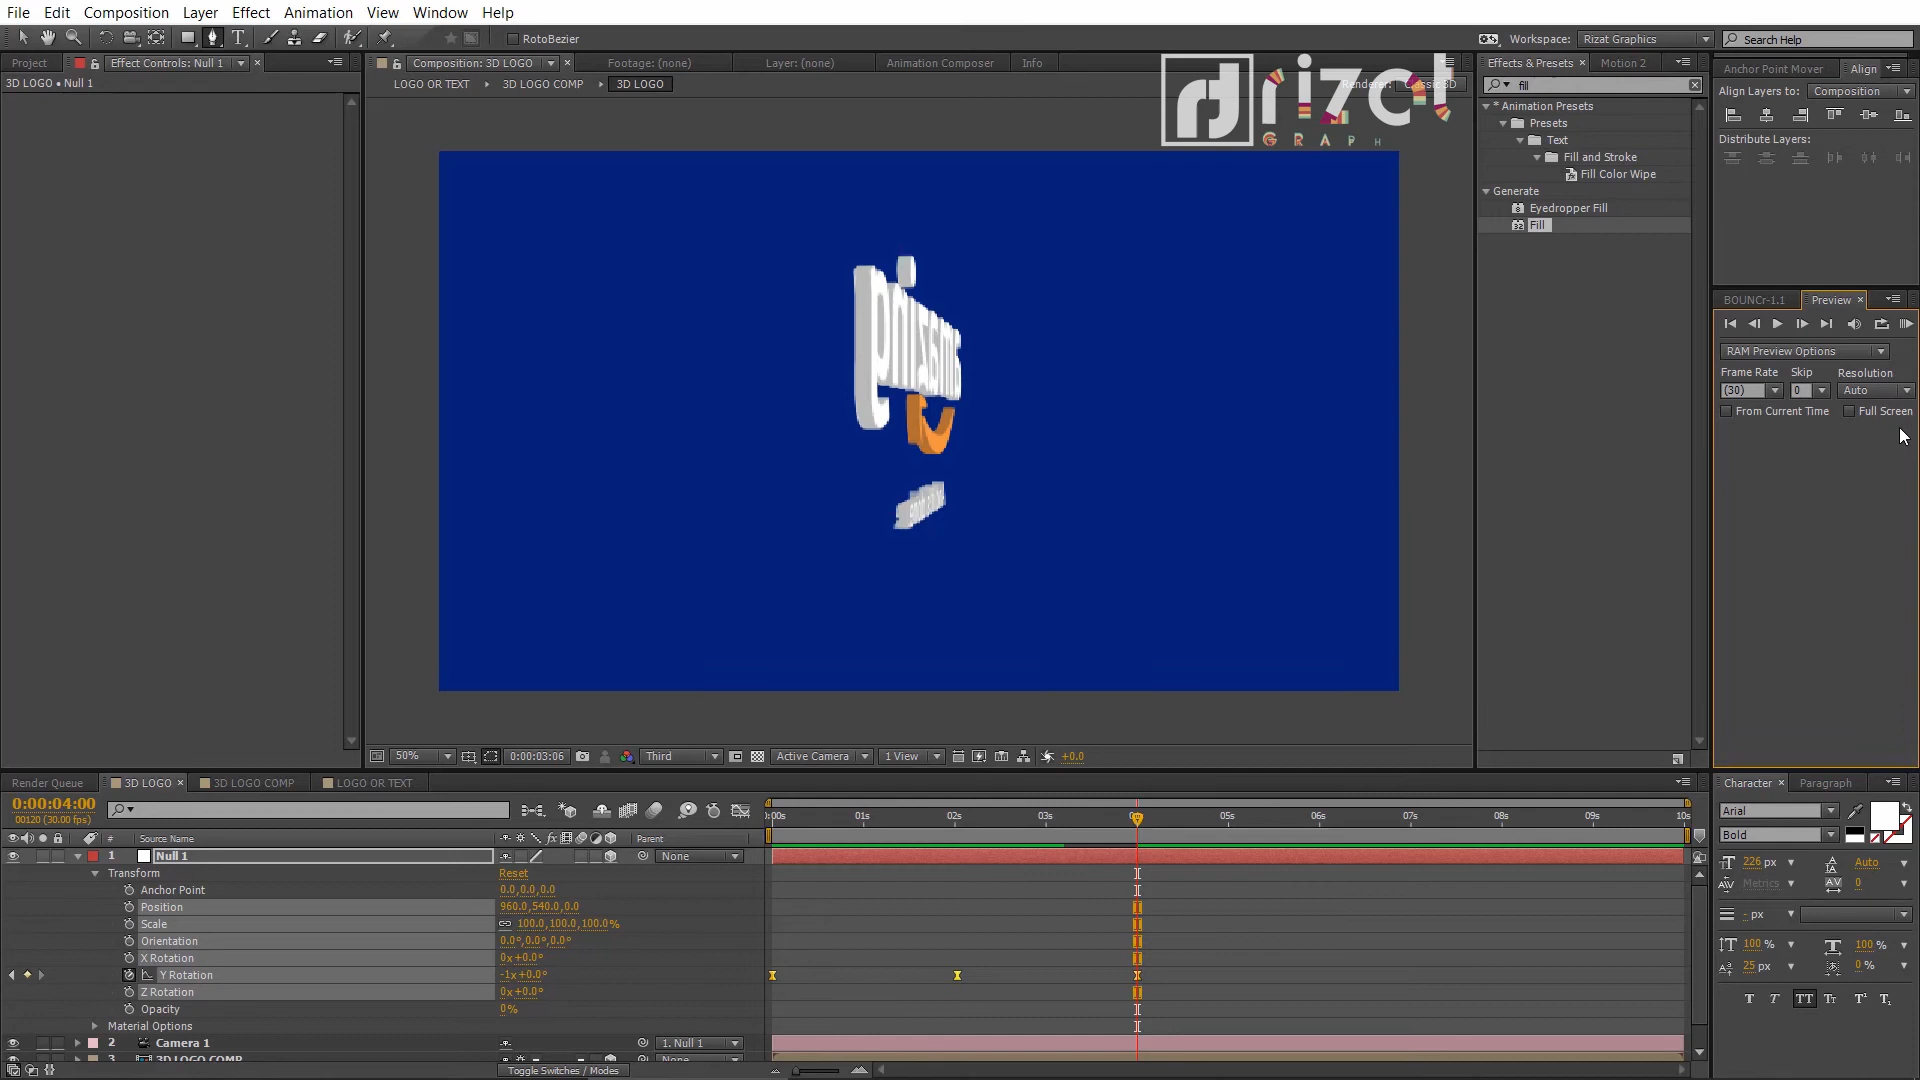 File Edit Composition Layer Effect Animation View Window Help
RotoBezier
Workspace: Rizat Graphics
Search Help
Project
Effect Controls: Null 1
3D LOGO • Null 1
Composition: 3D LOGO
Footage: (none)
Layer: (none)
Animation Composer
Info
LOGO OR TEXT
3D LOGO COMP
3D LOGO
Renderer:
rizat
GRAPH
Effects & Presets
Motion 2
fill
* Animation Presets
Presets
Text
Fill and Stroke
Fill Color Wipe
Generate
Eyedropper Fill
Fill
Anchor Point Mover
Align
Align Layers to: Composition
Distribute Layers:
BOUNCr-1.1
Preview
RAM Preview Options
Frame Rate Skip Resolution
(30) 0 Auto
From Current Time Full Screen
50%
0:00:03:06
Third
Active Camera
1 View
+0.0
Render Queue
3D LOGO
3D LOGO COMP
LOGO OR TEXT
0:00:04:00
00120 (30.00 fps)
# Source Name
Parent
:00s 01s 02s 03s 05s 06s 07s 08s 09s 10s
1 Null 1 None
Transform Reset
Anchor Point 0.0,0.0,0.0
Position 960.0,540.0,0.0
Scale 100.0,100.0,100.0%
Orientation 0.0°,0.0°,0.0°
X Rotation 0x+0.0°
Y Rotation -1x+0.0°
Z Rotation 0x+0.0°
Opacity 0%
Material Options
2 Camera 1 1. Null 1
3 3D LOGO COMP None
Toggle Switches / Modes
Character
Paragraph
Arial
Bold
226 px Auto
Metrics 0
- px
100 % 100 %
25 px 0 %
T T TT Tt T¹ T₁